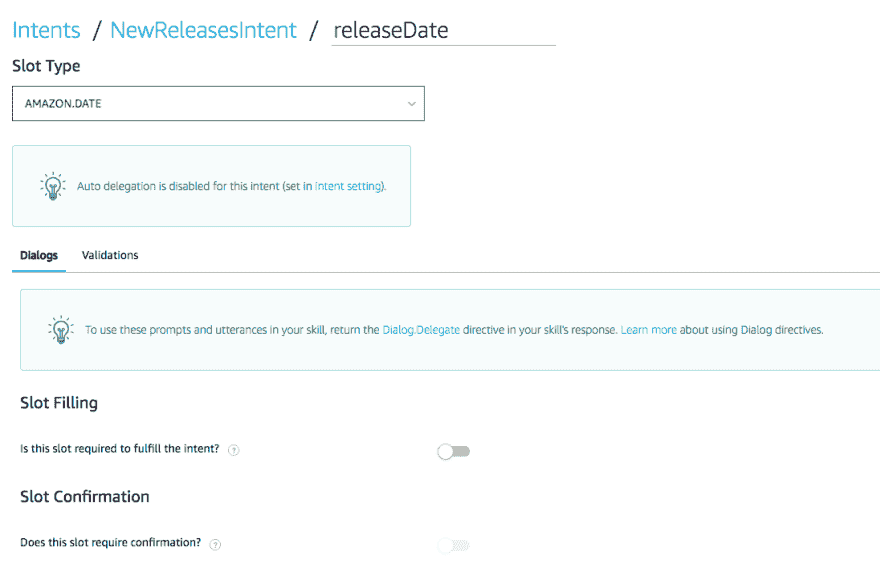 Intents / NewReleasesIntent / releaseDate
Slot Type
AMAZON.DATE
Auto delegation is disabled for this intent (set in intent setting).
Dialogs Validations
To use these prompts and utterances in your skill, return the Dialog.Delegate directive in your skill's response. Learn more about using Dialog directives.
Slot Filling
Is this slot required to fulfill the intent? ?
Slot Confirmation
Does this slot require confirmation? ?